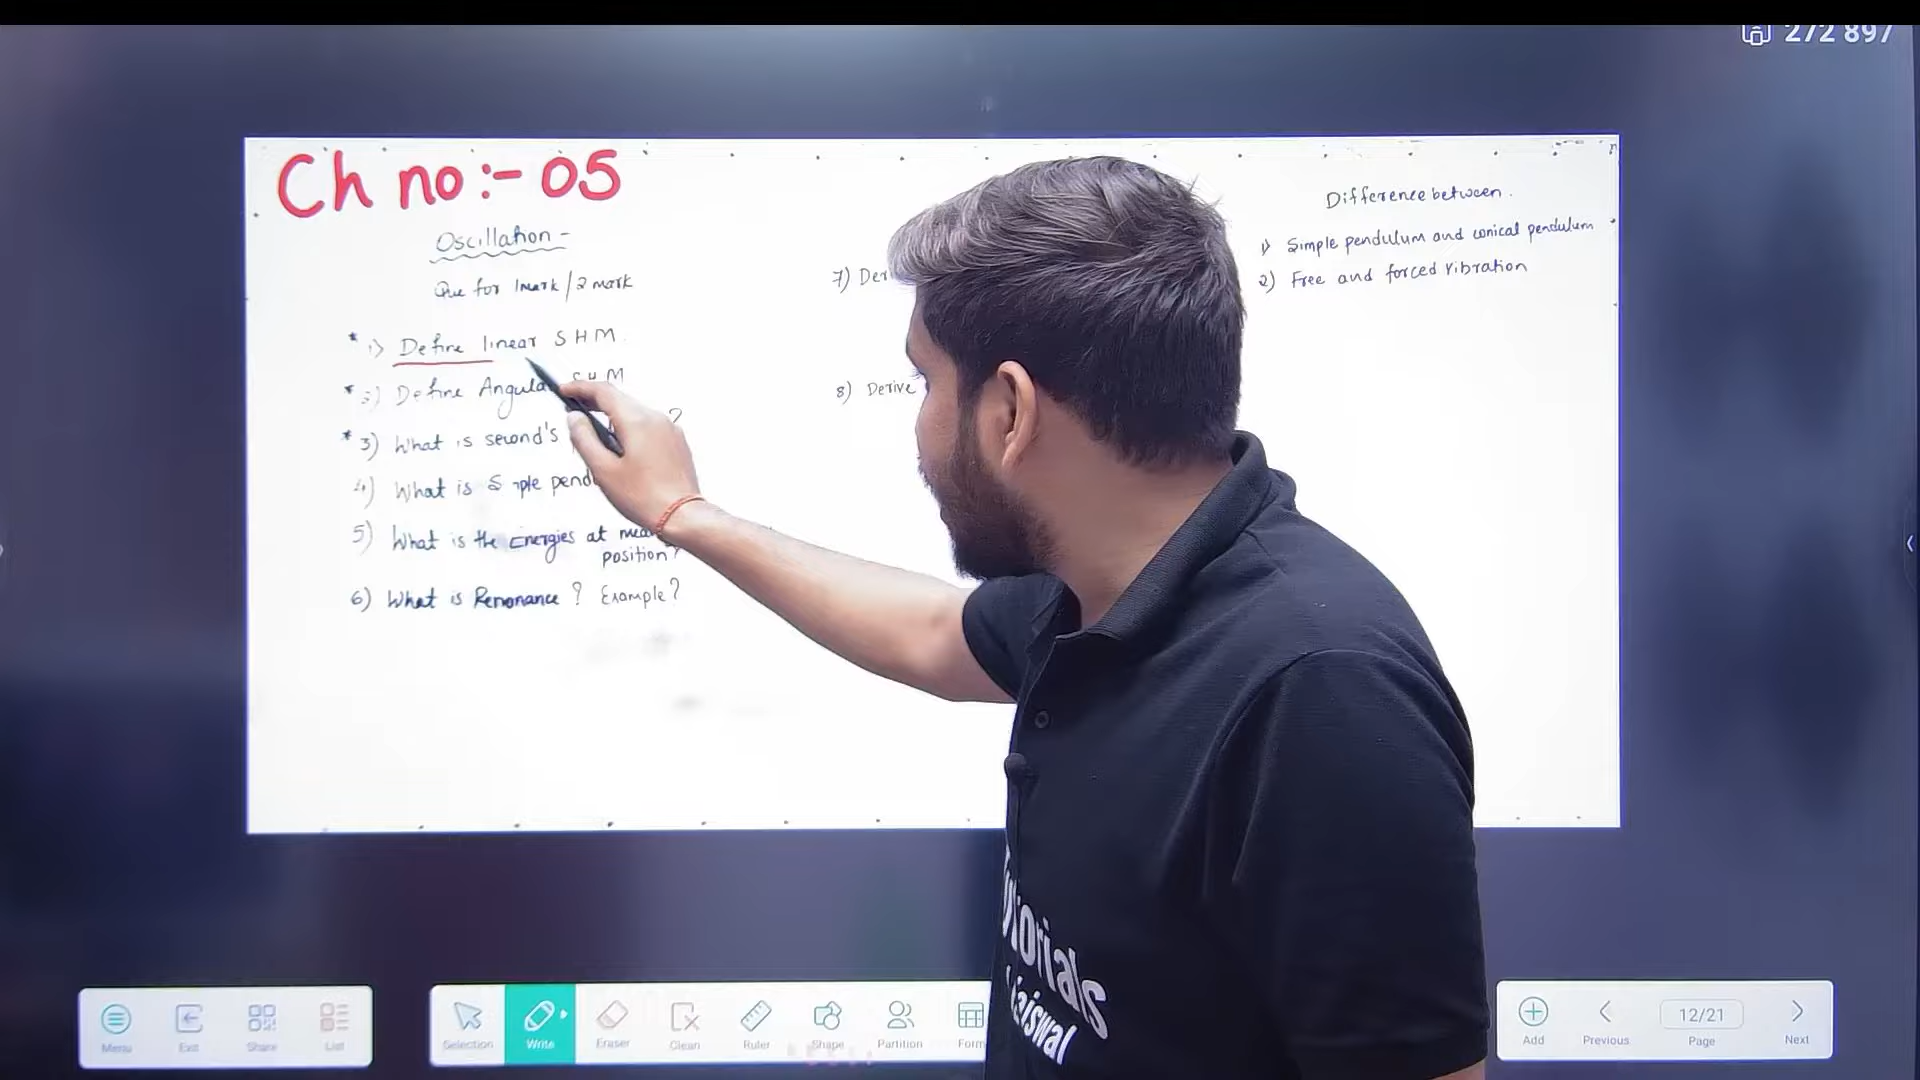 272 897
Ch no :- 05
Oscillation -
Que for 1mark / 2 mark
* 1) Define linear SHM.
* 2) Define Angular SHM
* 3) What is second's ?
4) What is
5) What is the Energies at mean
position?
6) What is Resonance ? Example ?
7)
8) Derive
Difference between.
1) Simple pendulum and conical pendulum
2) Free and forced vibration
Menu
Exit
Share
List
Selection
Write
Eraser
Clean
Ruler
Shape
Partition
Add
Previous
12/21
Page
Next